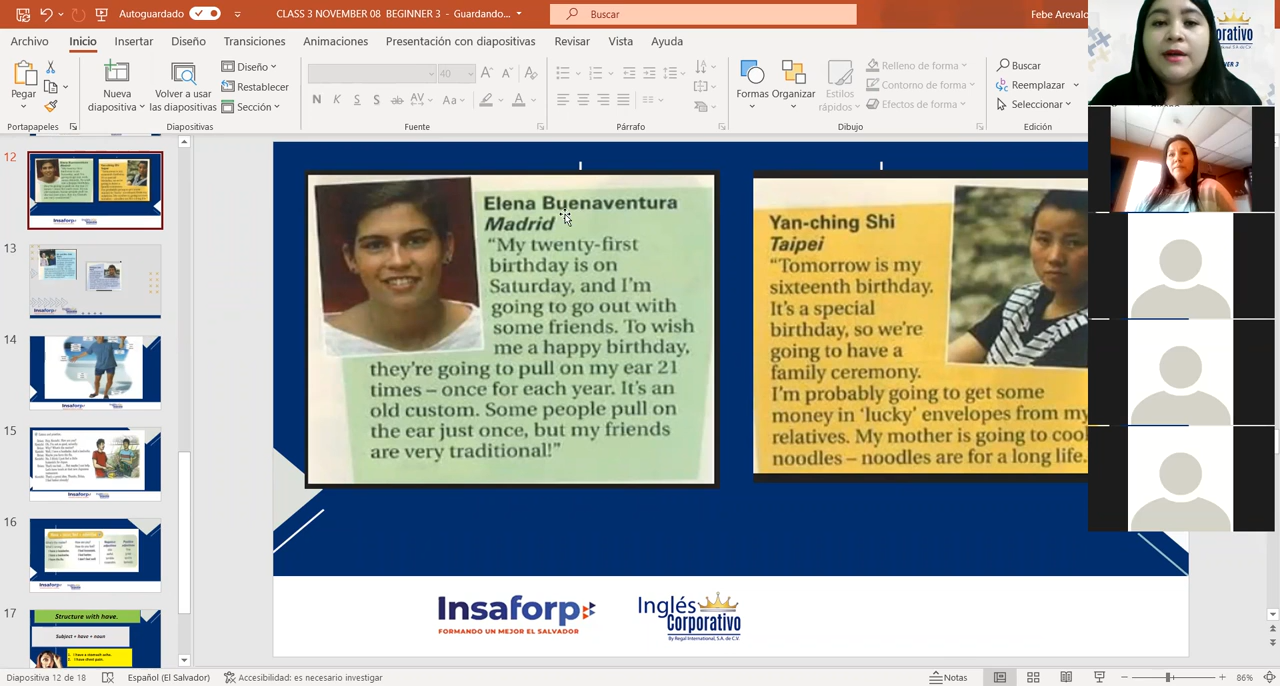 Autoguardado
CLASS 3 NOVEMBER 08 BEGINNER 3 - Guardando...
Buscar
Febe Arevalo
Archivo Inicio Insertar Diseño Transiciones Animaciones Presentación con diapositivas Revisar Vista Ayuda
Pegar
Nueva diapositiva
Volver a usar las diapositivas
Diseño
Restablecer
Sección
40
N K S S ab AV Aa A
Formas Organizar Estilos rápidos
Relleno de forma
Contorno de forma
Efectos de forma
Buscar
Reemplazar
Seleccionar
Portapapeles Diapositivas Fuente Párrafo Dibujo Edición
12
13
14
15
16
17
Structure with have.
Subject + have + noun
Elena Buenaventura
Madrid
"My twenty-first
birthday is on
Saturday, and I'm
going to go out with
some friends. To wish
me a happy birthday,
they're going to pull on my ear 21
times – once for each year. It's an
old custom. Some people pull on
the ear just once, but my friends
are very traditional!"
Yan-ching Shi
Taipei
"Tomorrow is my
sixteenth birthday.
It's a special
birthday, so we're
going to have a
family ceremony.
I'm probably going to get some
money in 'lucky' envelopes from my
relatives. My mother is going to cook
noodles – noodles are for a long life.
Insaforp
FORMANDO UN MEJOR EL SALVADOR
Inglés
Corporativo
By Regal International, S.A. de C.V.
Diapositiva 12 de 18
Español (El Salvador)
Accesibilidad: es necesario investigar
Notas
86%